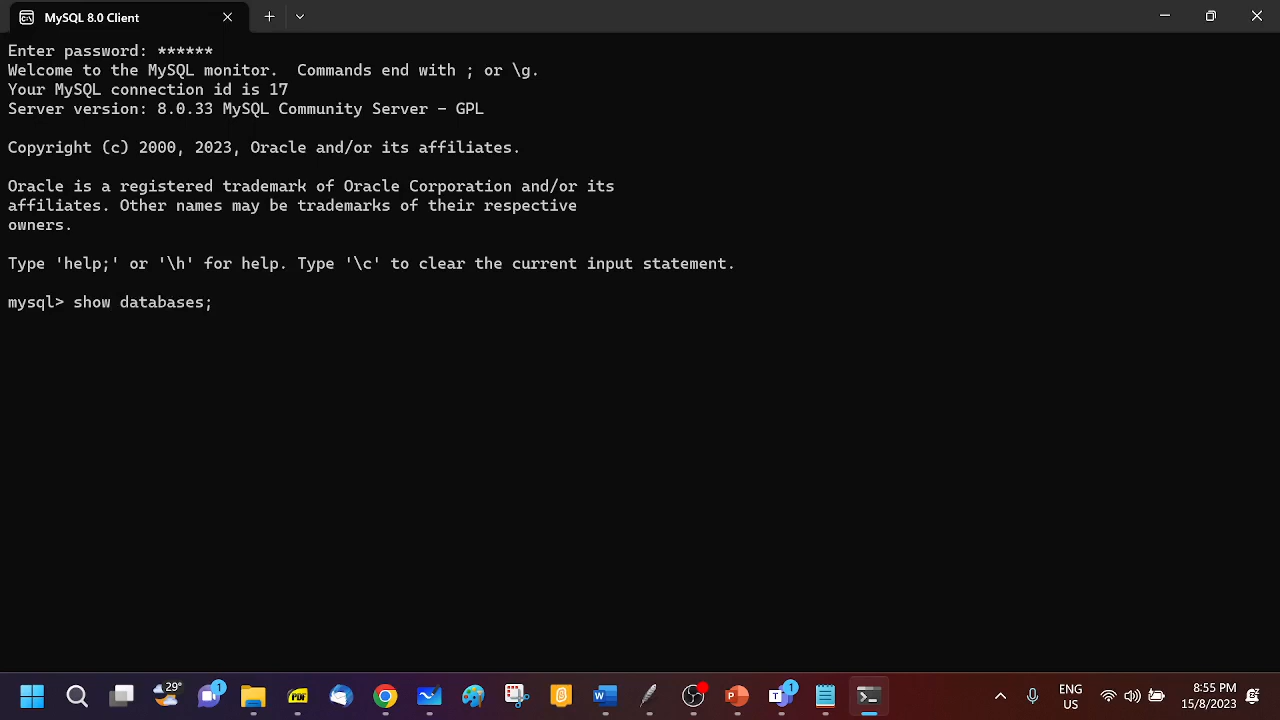 MySQL 8.0 Client
Enter password: ******
Welcome to the MySQL monitor.  Commands end with ; or \g.
Your MySQL connection id is 17
Server version: 8.0.33 MySQL Community Server - GPL
Copyright (c) 2000, 2023, Oracle and/or its affiliates.
Oracle is a registered trademark of Oracle Corporation and/or its
affiliates. Other names may be trademarks of their respective
owners.
Type 'help;' or '\h' for help. Type '\c' to clear the current input statement.
mysql> show databases;
29°
1
PDF
W
P
T
1
ENG
US
8:55 PM
15/8/2023